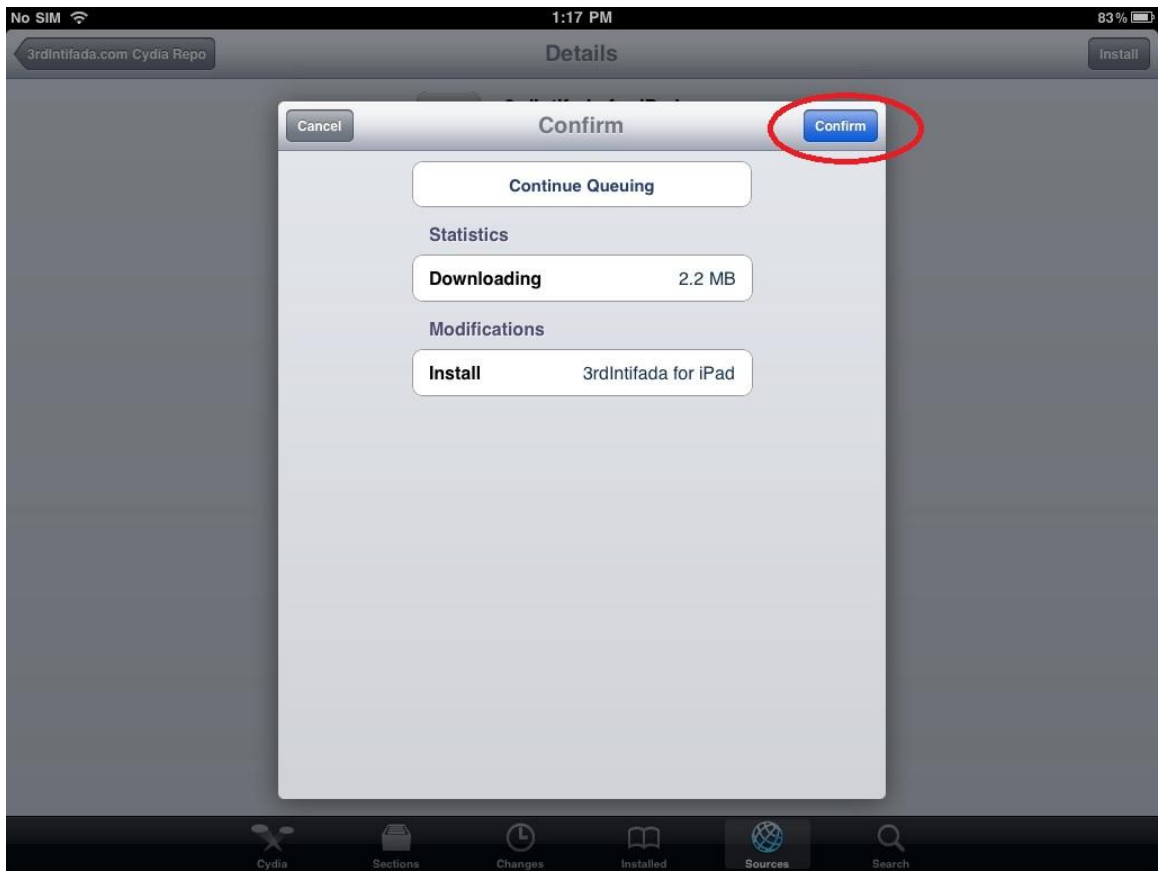 No SIM 1:17 PM 83%
3rdIntifada.com Cydia Repo Details Install
Cancel Confirm Confirm
Continue Queuing
Statistics
Downloading 2.2 MB
Modifications
Install 3rdIntifada for iPad
Cydia Sections Changes Installed Sources Search